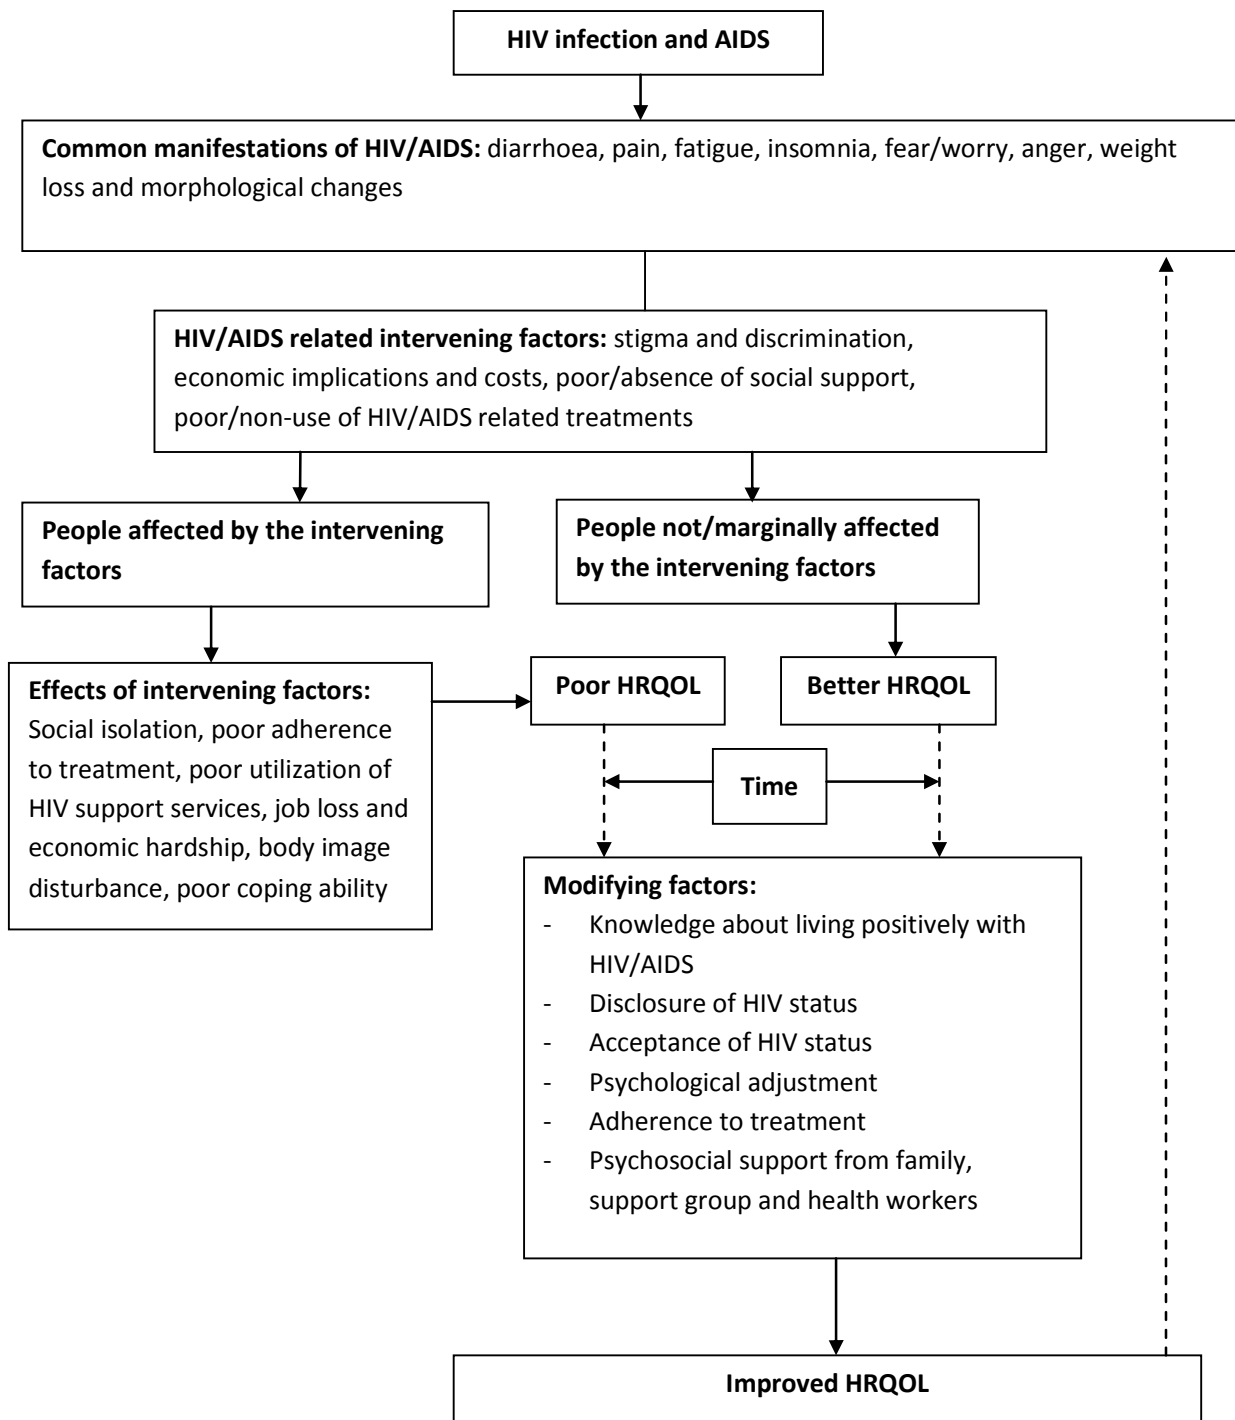 HIV infection and AIDS
Common manifestations of HIV/AIDS: diarrhoea, pain, fatigue, insomnia, fear/worry, anger, weight
loss and morphological changes
HIV/AIDS related intervening factors: stigma and discrimination,
economic implications and costs, poor/absence of social support,
poor/non-use of HIV/AIDS related treatments
People affected by the intervening
factors
People not/marginally affected
by the intervening factors
Effects of intervening factors:
Social isolation, poor adherence
to treatment, poor utilization of
HIV support services, job loss and
economic hardship, body image
disturbance, poor coping ability
Poor HRQOL
Better HRQOL
Time
Modifying factors:
- Knowledge about living positively with
HIV/AIDS
- Disclosure of HIV status
- Acceptance of HIV status
- Psychological adjustment
- Adherence to treatment
- Psychosocial support from family,
support group and health workers
Improved HRQOL